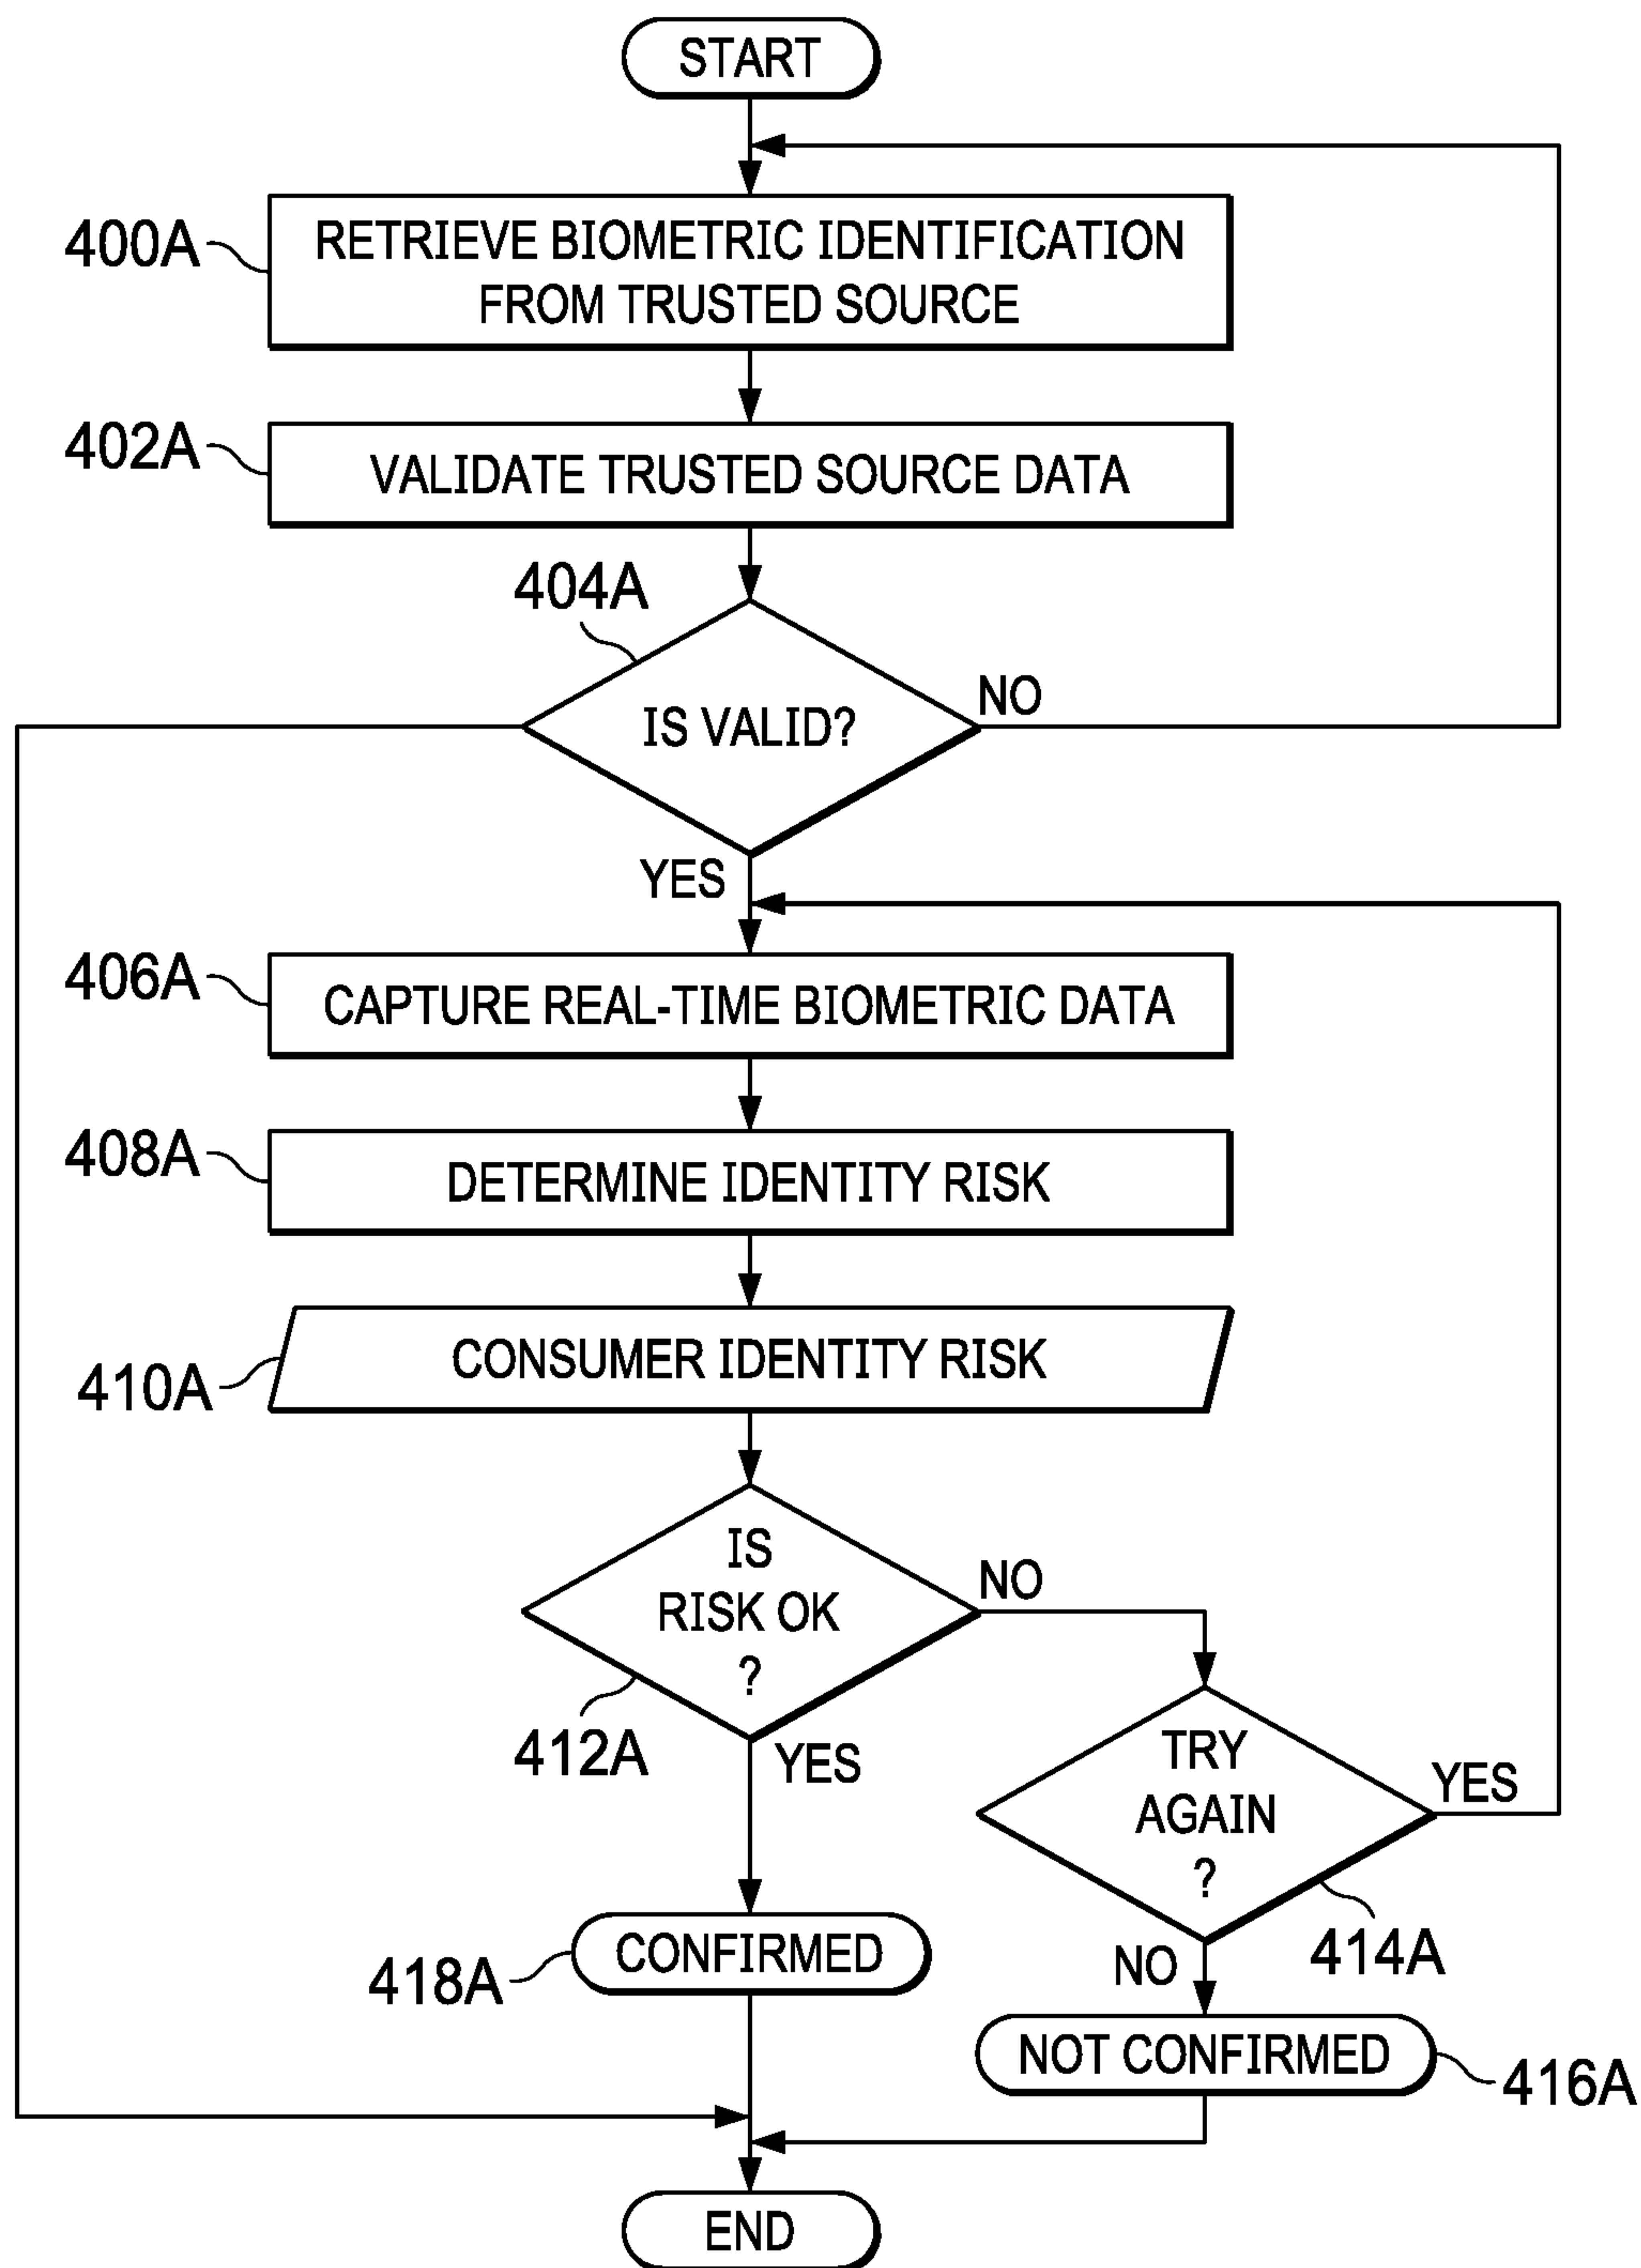 START
400A
RETRIEVE BIOMETRIC IDENTIFICATION
FROM TRUSTED SOURCE
402A
VALIDATE TRUSTED SOURCE DATA
404A
IS VALID?
NO
YES
406A
CAPTURE REAL-TIME BIOMETRIC DATA
408A
DETERMINE IDENTITY RISK
410A
CONSUMER IDENTITY RISK
IS
RISK OK
?
NO
412A
YES
TRY
AGAIN
?
YES
414A
NO
418A
CONFIRMED
NOT CONFIRMED
416A
END